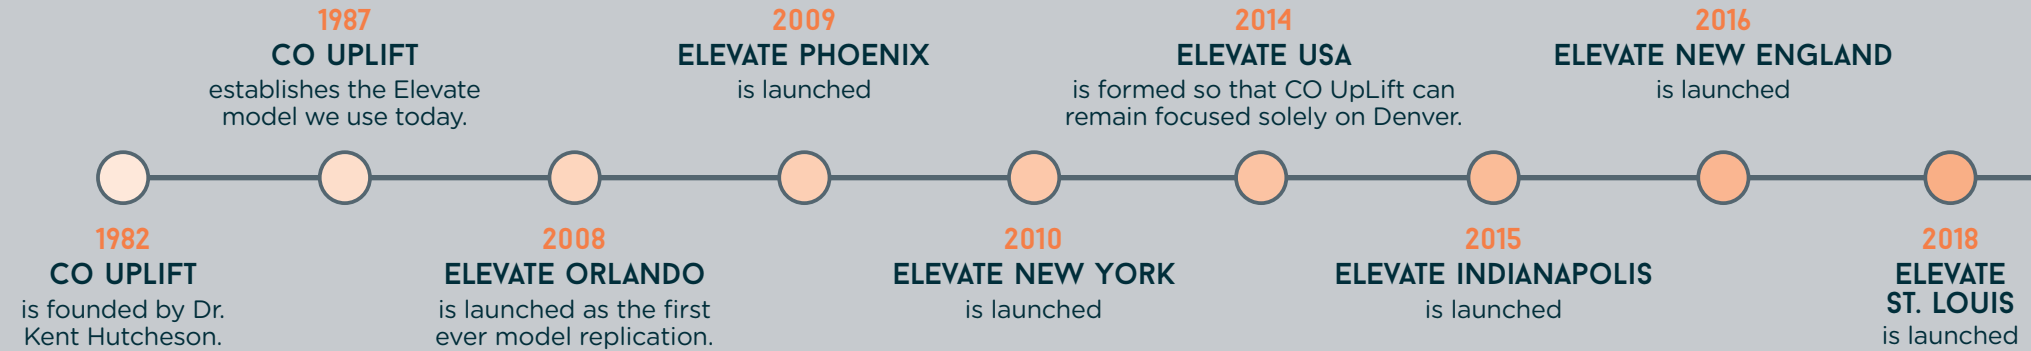 1987
CO UPLIFT
establishes the Elevate
model we use today.
2009
ELEVATE PHOENIX
is launched
2014
ELEVATE USA
is formed so that CO UpLift can
remain focused solely on Denver.
2016
ELEVATE NEW ENGLAND
is launched
1982
CO UPLIFT
is founded by Dr.
Kent Hutcheson.
2008
ELEVATE ORLANDO
is launched as the first
ever model replication.
2010
ELEVATE NEW YORK
is launched
2015
ELEVATE INDIANAPOLIS
is launched
2018
ELEVATE
ST. LOUIS
is launched